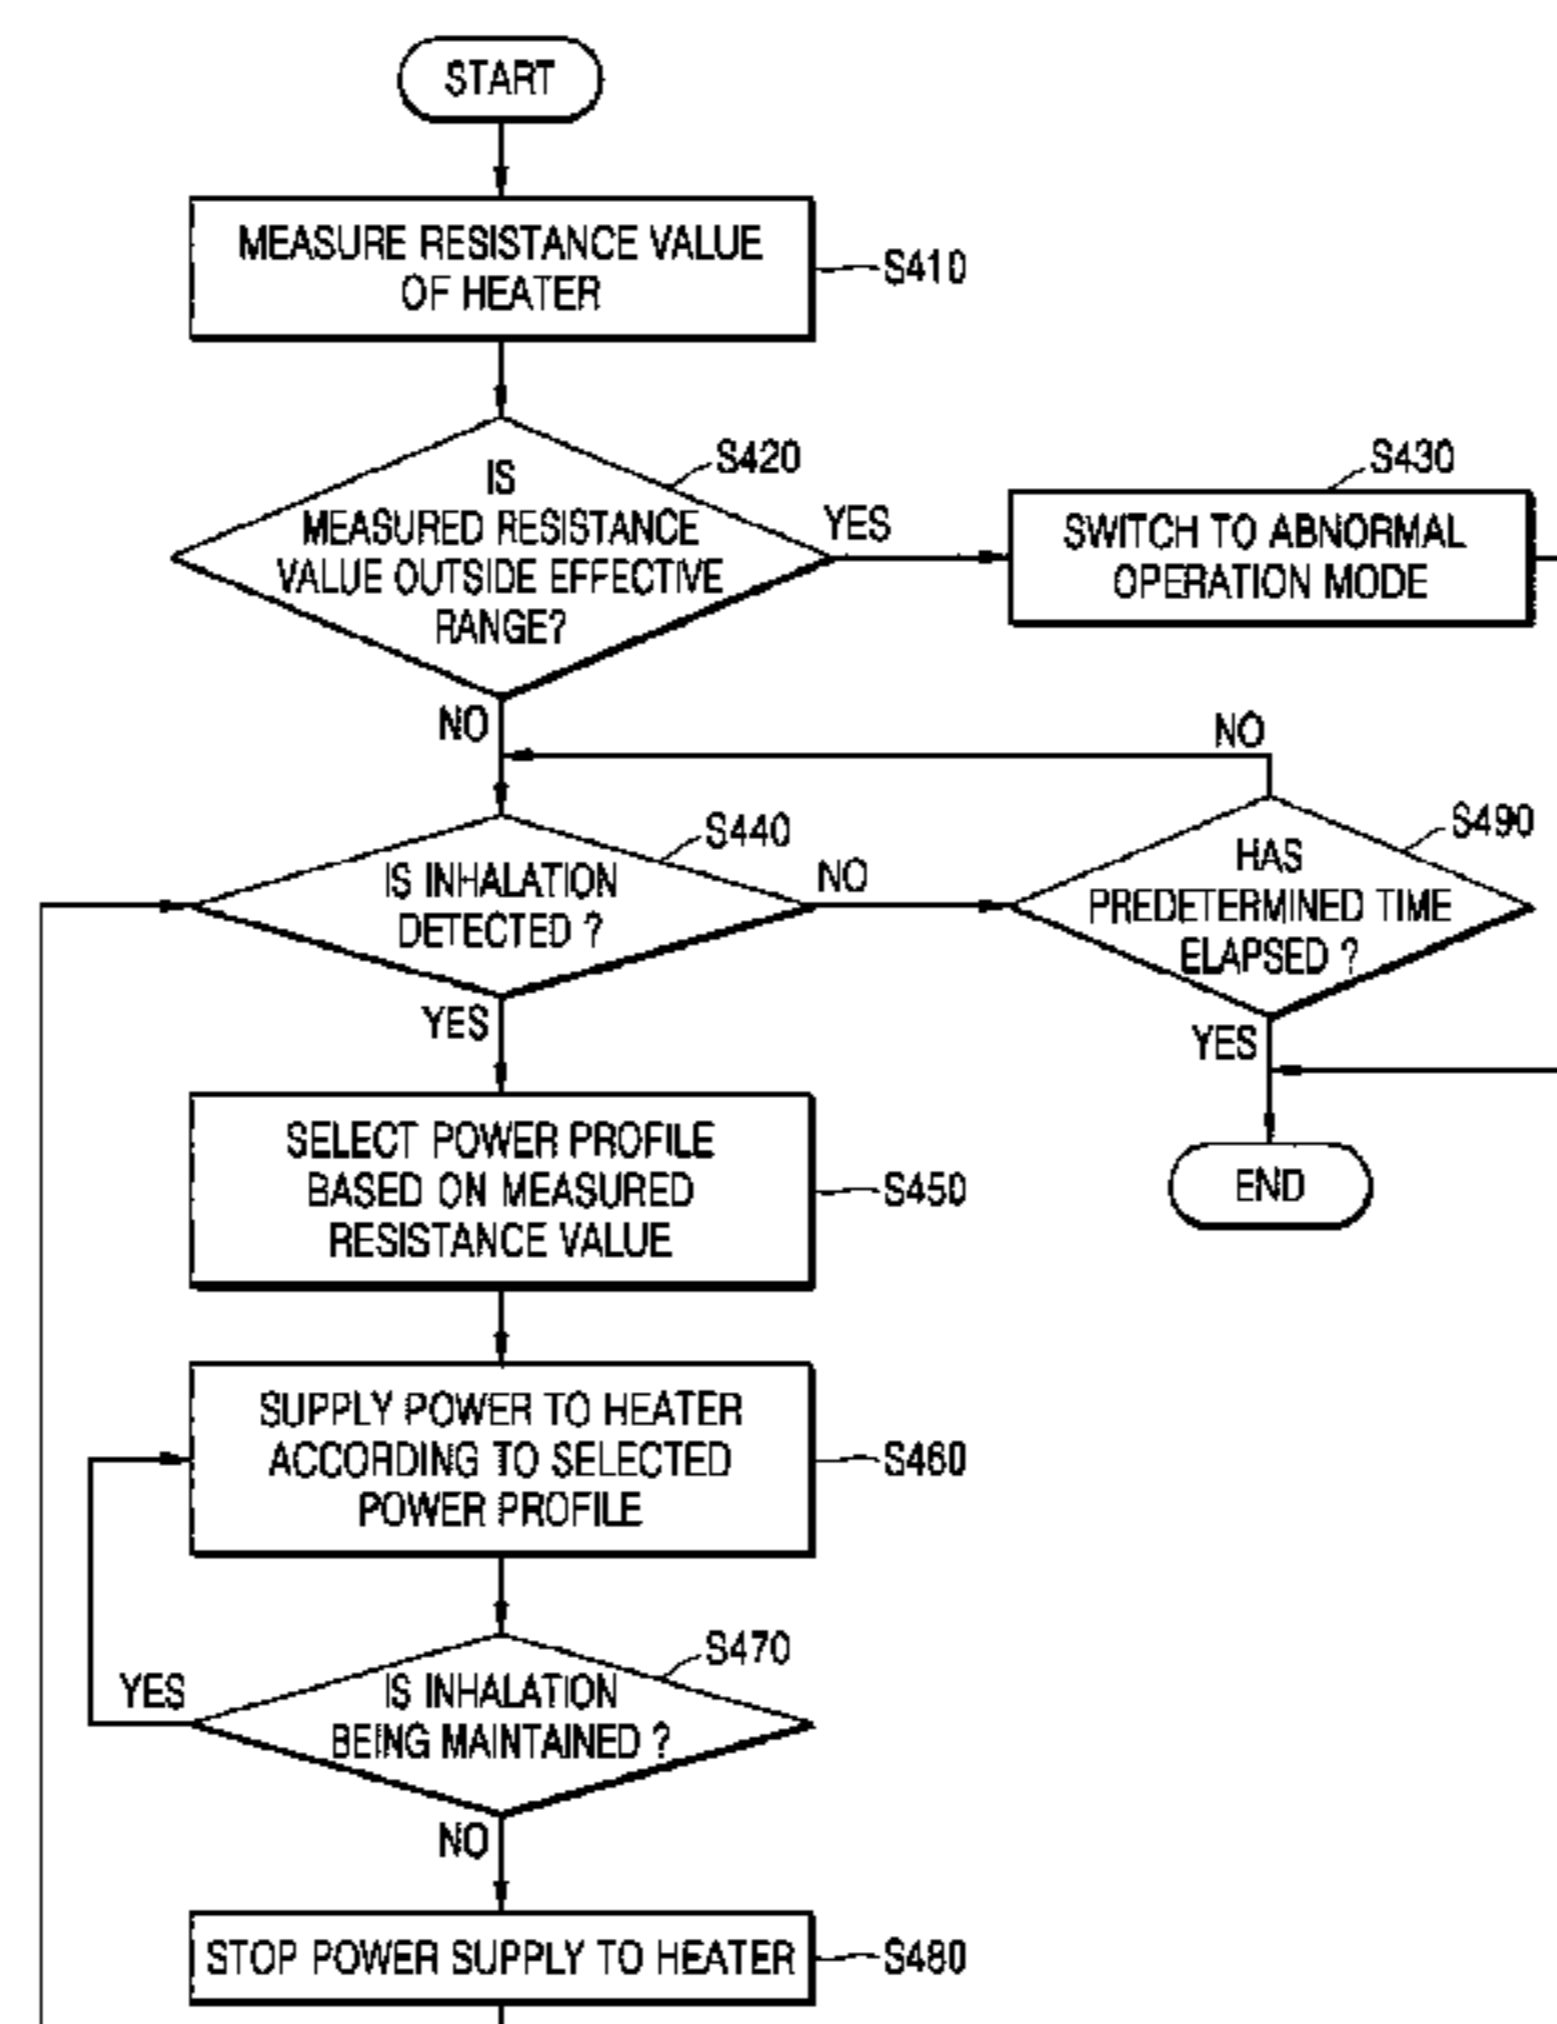 START
MEASURE RESISTANCE VALUE
OF HEATER
S410
S420
IS
MEASURED RESISTANCE
VALUE OUTSIDE EFFECTIVE
RANGE?
YES
S430
SWITCH TO ABNORMAL
OPERATION MODE
NO
NO
S440
IS INHALATION
DETECTED ?
NO
S490
HAS
PREDETERMINED TIME
ELAPSED ?
YES
YES
END
SELECT POWER PROFILE
BASED ON MEASURED
RESISTANCE VALUE
S450
SUPPLY POWER TO HEATER
ACCORDING TO SELECTED
POWER PROFILE
S460
S470
YES
IS INHALATION
BEING MAINTAINED ?
NO
STOP POWER SUPPLY TO HEATER
S480